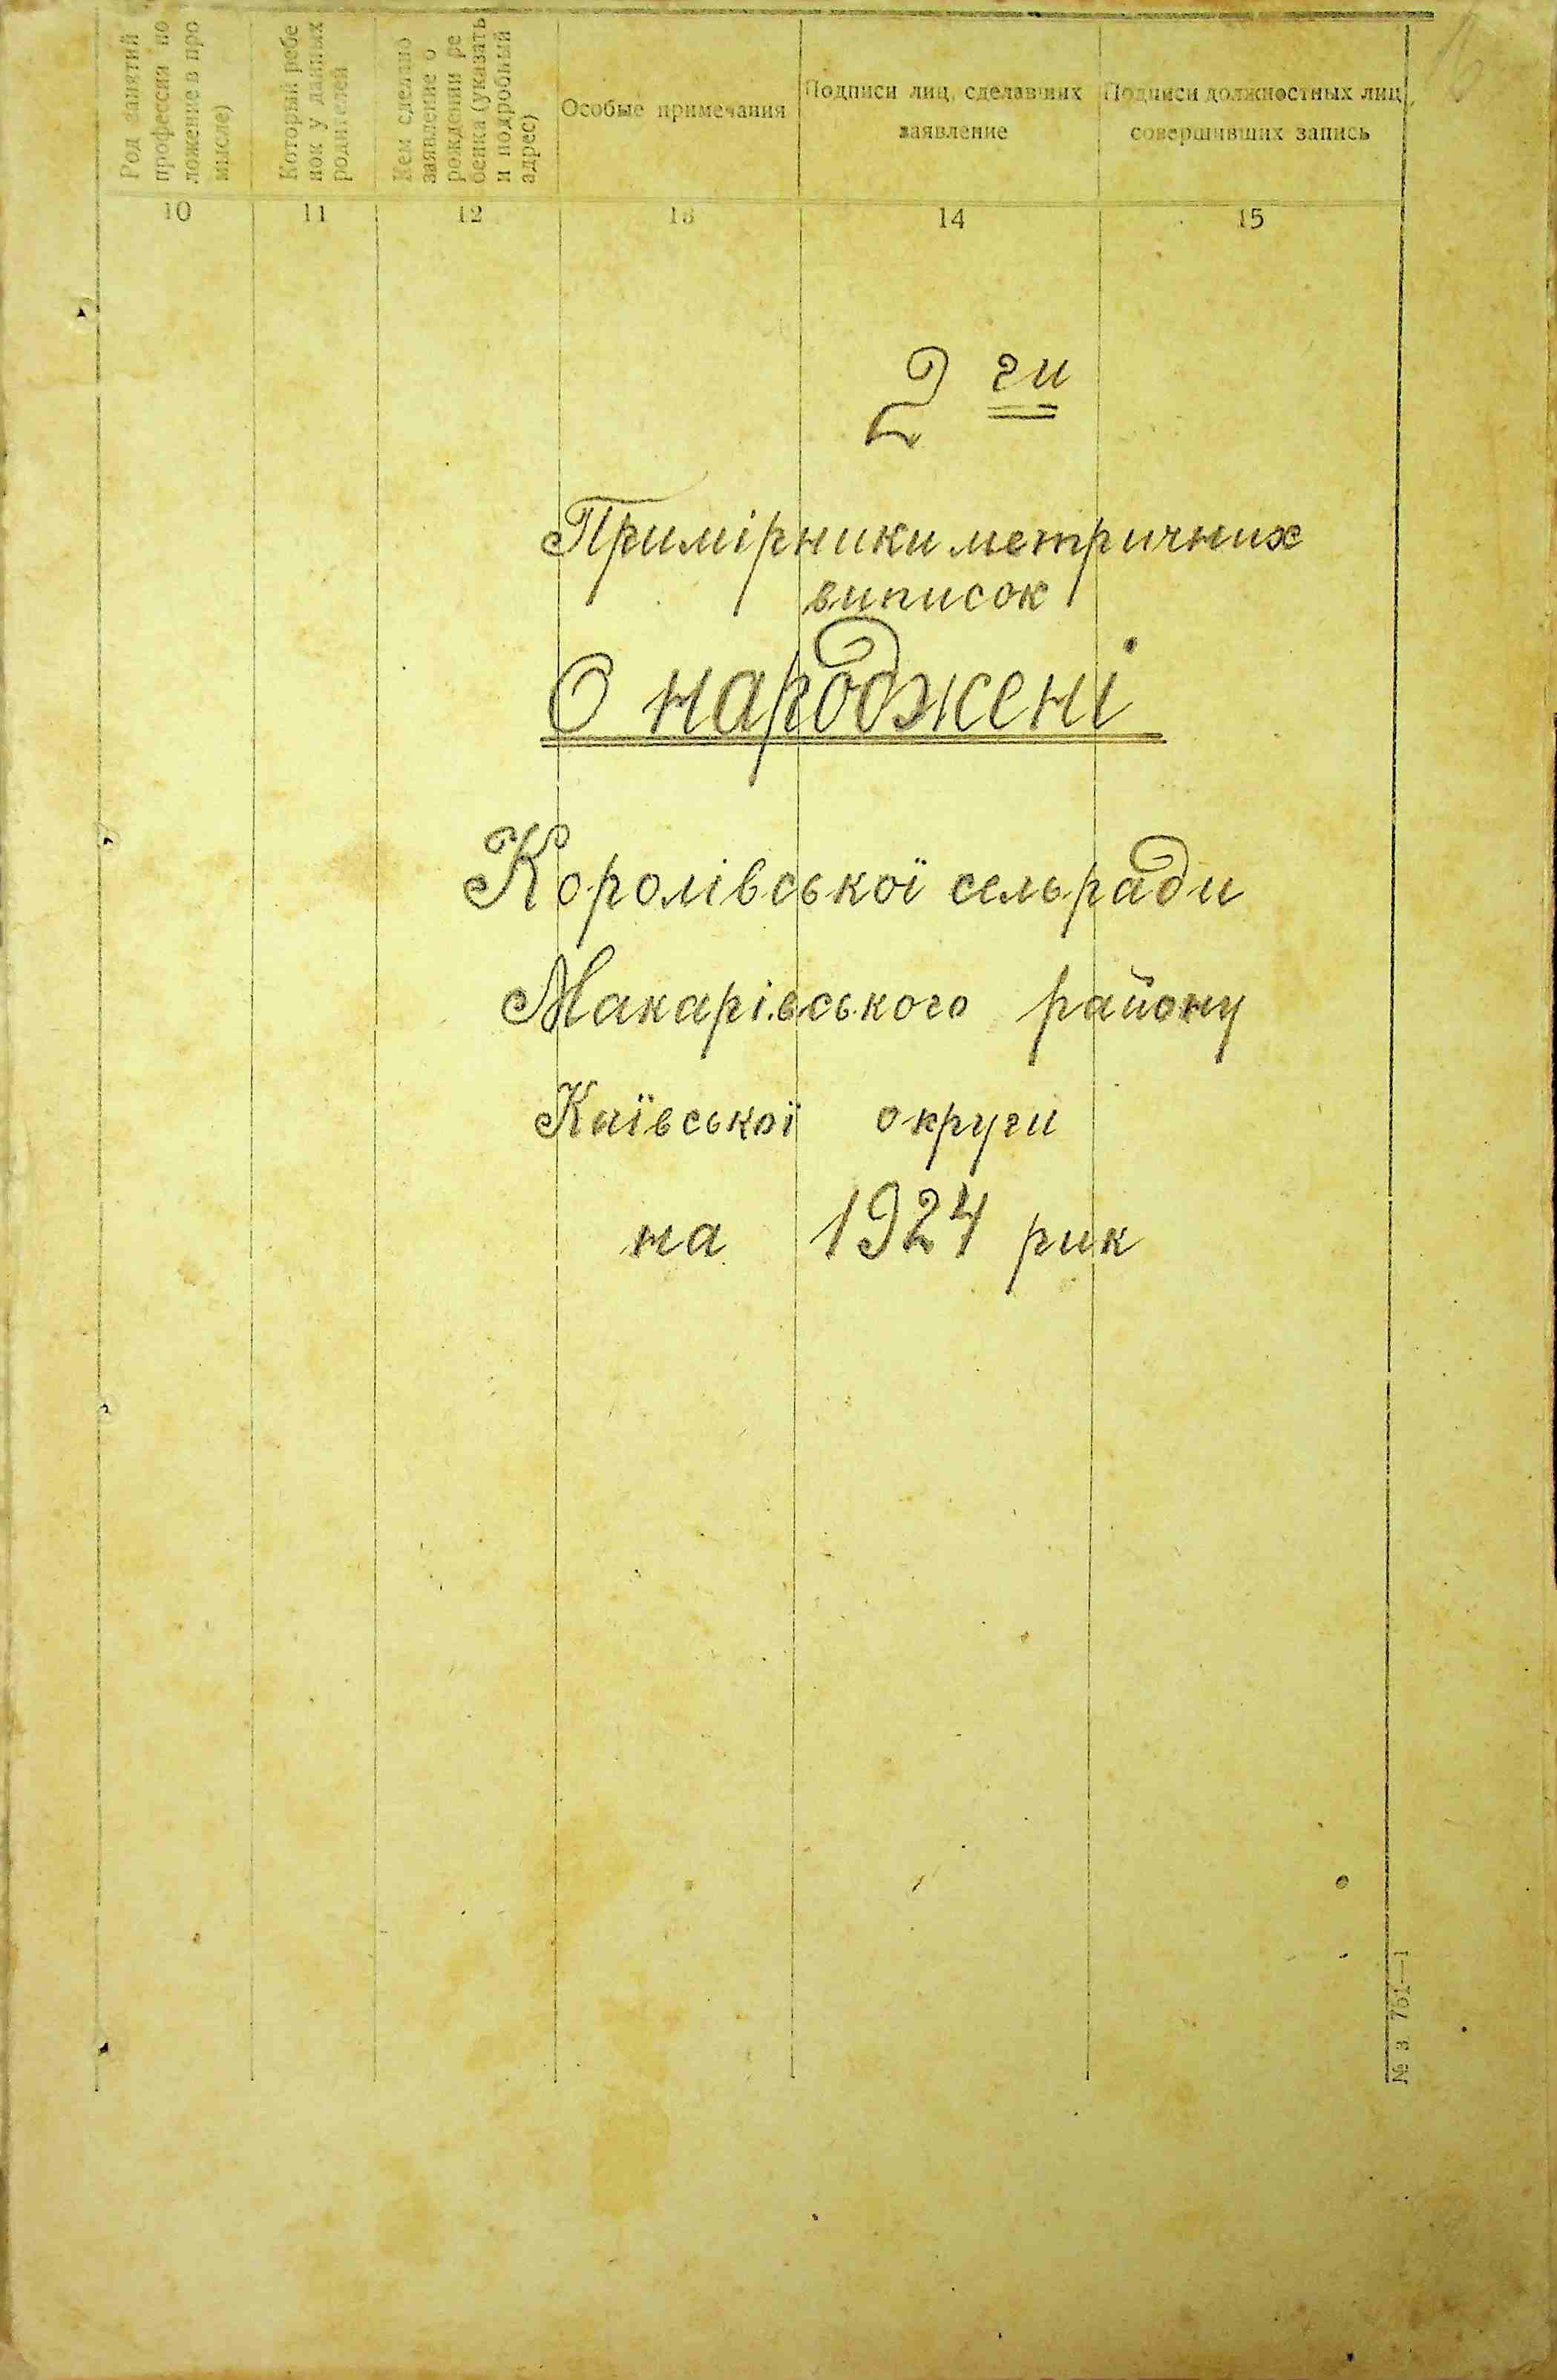 Род занятий
профессии по
ложение в про
мысле)
Который ребе
нок у данных
родителей
Кем сделано
заявление о
рождении ре
бенка (указать
и подробный
адрес)
Особые примечания
Подписи лиц, сделавших
заявление
Подписи должностных лиц,
совершивших запись
10 11 12 13 14 15
2 ги
Примірники метричних
виписок
О народжені
Королівської сельради
Макарівського району
Київської округи
на 1924 рик